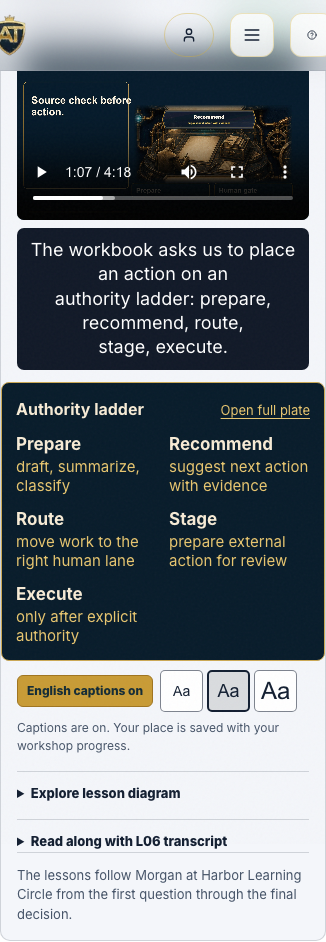 AT
Source check before
action.
Recommend
1:07 / 4:18
Prepare
Human gate
The workbook asks us to place
an action on an
authority ladder: prepare,
recommend, route,
stage, execute.
Authority ladder
Open full plate
Prepare
draft, summarize,
classify
Recommend
suggest next action
with evidence
Route
move work to the
right human lane
Stage
prepare external
action for review
Execute
only after explicit
authority
English captions on
Aa
Aa
Aa
Captions are on. Your place is saved with your
workshop progress.
Explore lesson diagram
Read along with L06 transcript
The lessons follow Morgan at Harbor Learning
Circle from the first question through the final
decision.